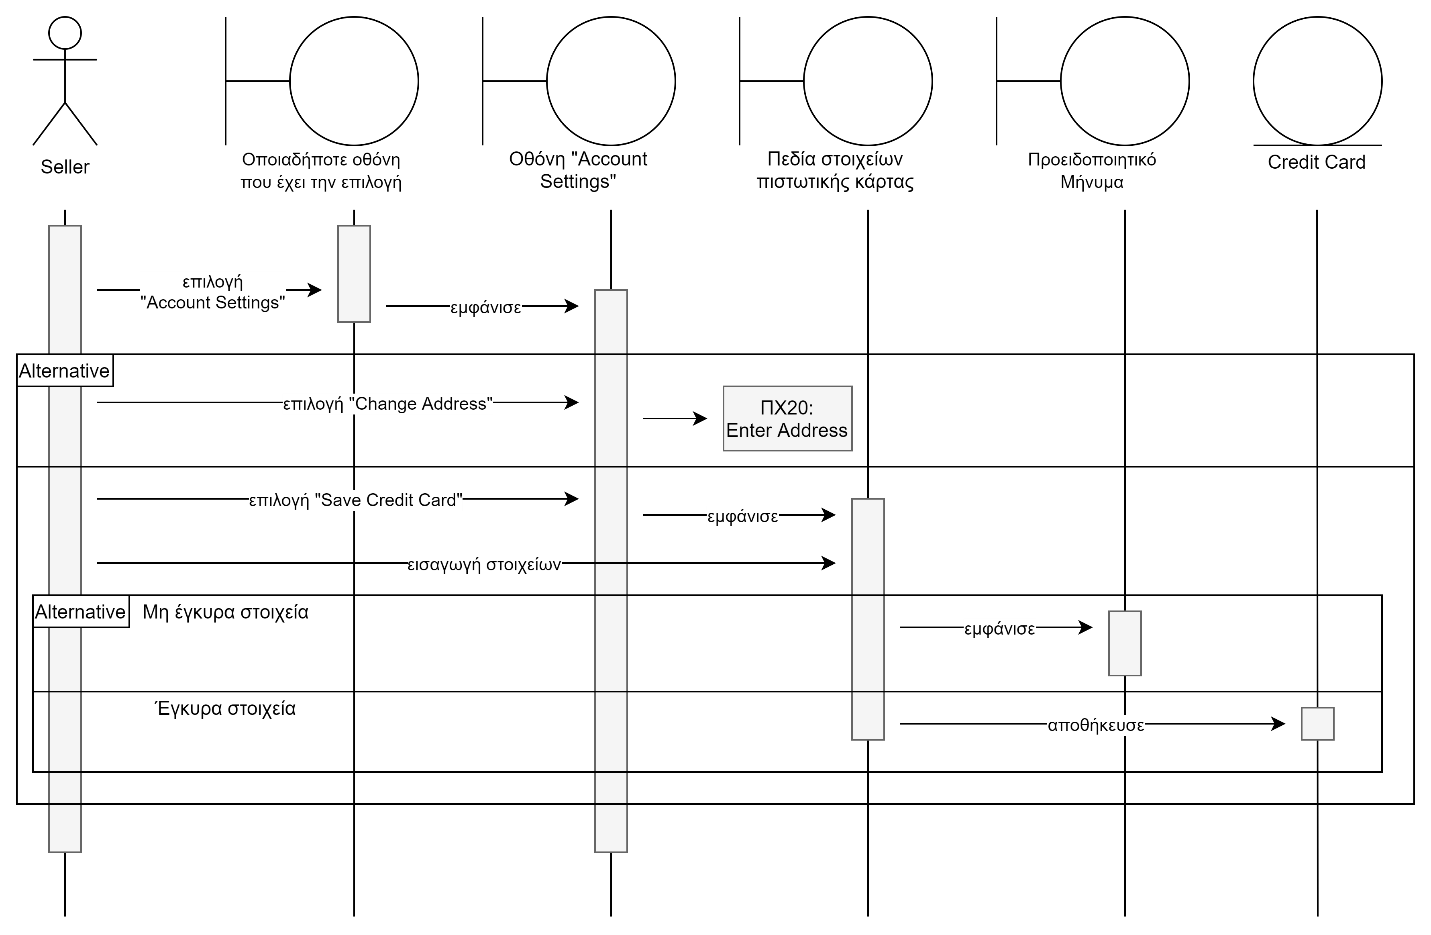 Seller
Οποιαδήποτε οθόνη
που έχει την επιλογή
Οθόνη "Account
Settings"
Πεδία στοιχείων
πιστωτικής κάρτας
Προειδοποιητικό
Μήνυμα
Credit Card
επιλογή
"Account Settings"
εμφάνισε
Alternative
επιλογή "Change Address"
ΠΧ20:
Enter Address
επιλογή "Save Credit Card"
εμφάνισε
εισαγωγή στοιχείων
Alternative
Μη έγκυρα στοιχεία
εμφάνισε
Έγκυρα στοιχεία
αποθήκευσε